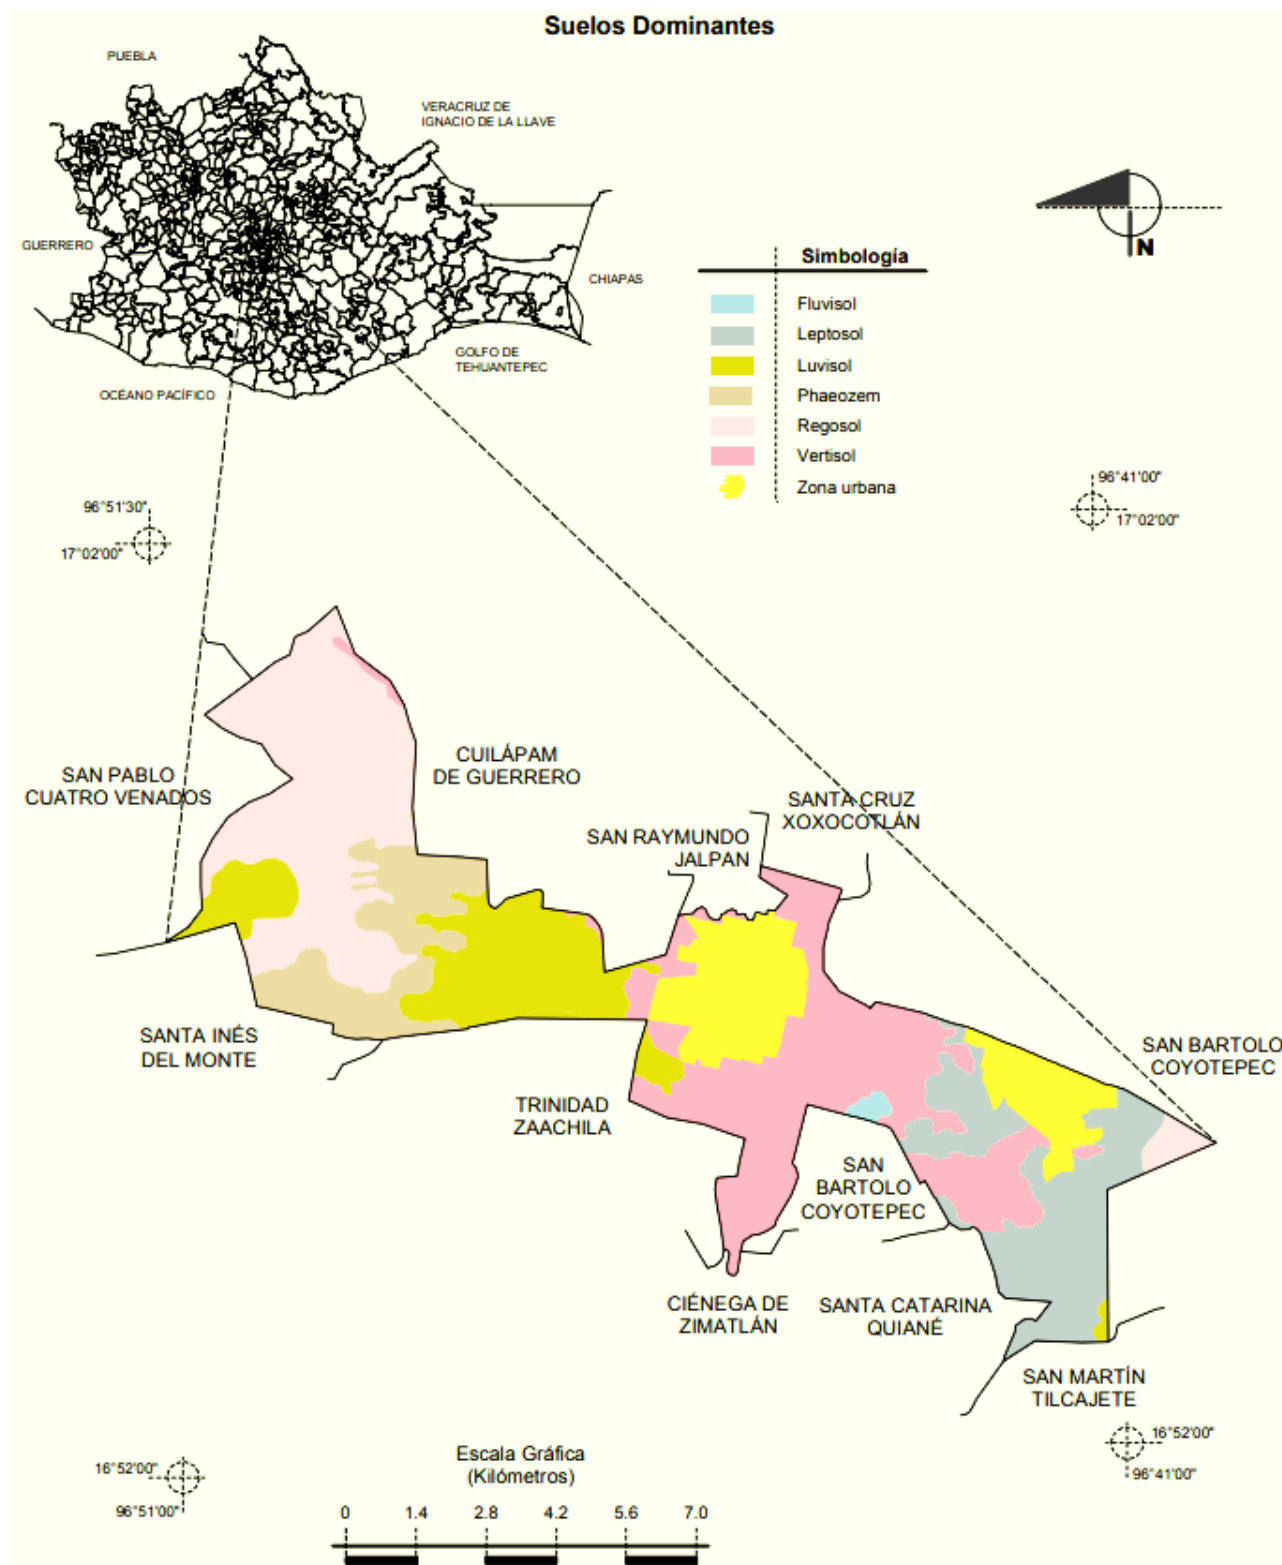 Suelos Dominantes
PUEBLA
VERACRUZ DE
IGNACIO DE LA LLAVE
GUERRERO
CHIAPAS
GOLFO DE
TEHUANTEPEC
OCÉANO PACÍFICO
N
Simbología
Fluvisol
Leptosol
Luvisol
Phaeozem
Regosol
Vertisol
Zona urbana
96°51'30"
17°02'00"
96°41'00"
17°02'00"
SAN PABLO
CUATRO VENADOS
CUILÁPAM
DE GUERRERO
SAN RAYMUNDO
JALPAN
SANTA CRUZ
XOXOCOTLÁN
SANTA INÉS
DEL MONTE
TRINIDAD
ZAACHILA
SAN BARTOLO
COYOTEPEC
SAN
BARTOLO
COYOTEPEC
CIÉNEGA DE
ZIMATLÁN
SANTA CATARINA
QUIANÉ
SAN MARTÍN
TILCAJETE
16°52'00"
96°51'00"
16°52'00"
96°41'00"
Escala Gráfica
(Kilómetros)
0 1.4 2.8 4.2 5.6 7.0